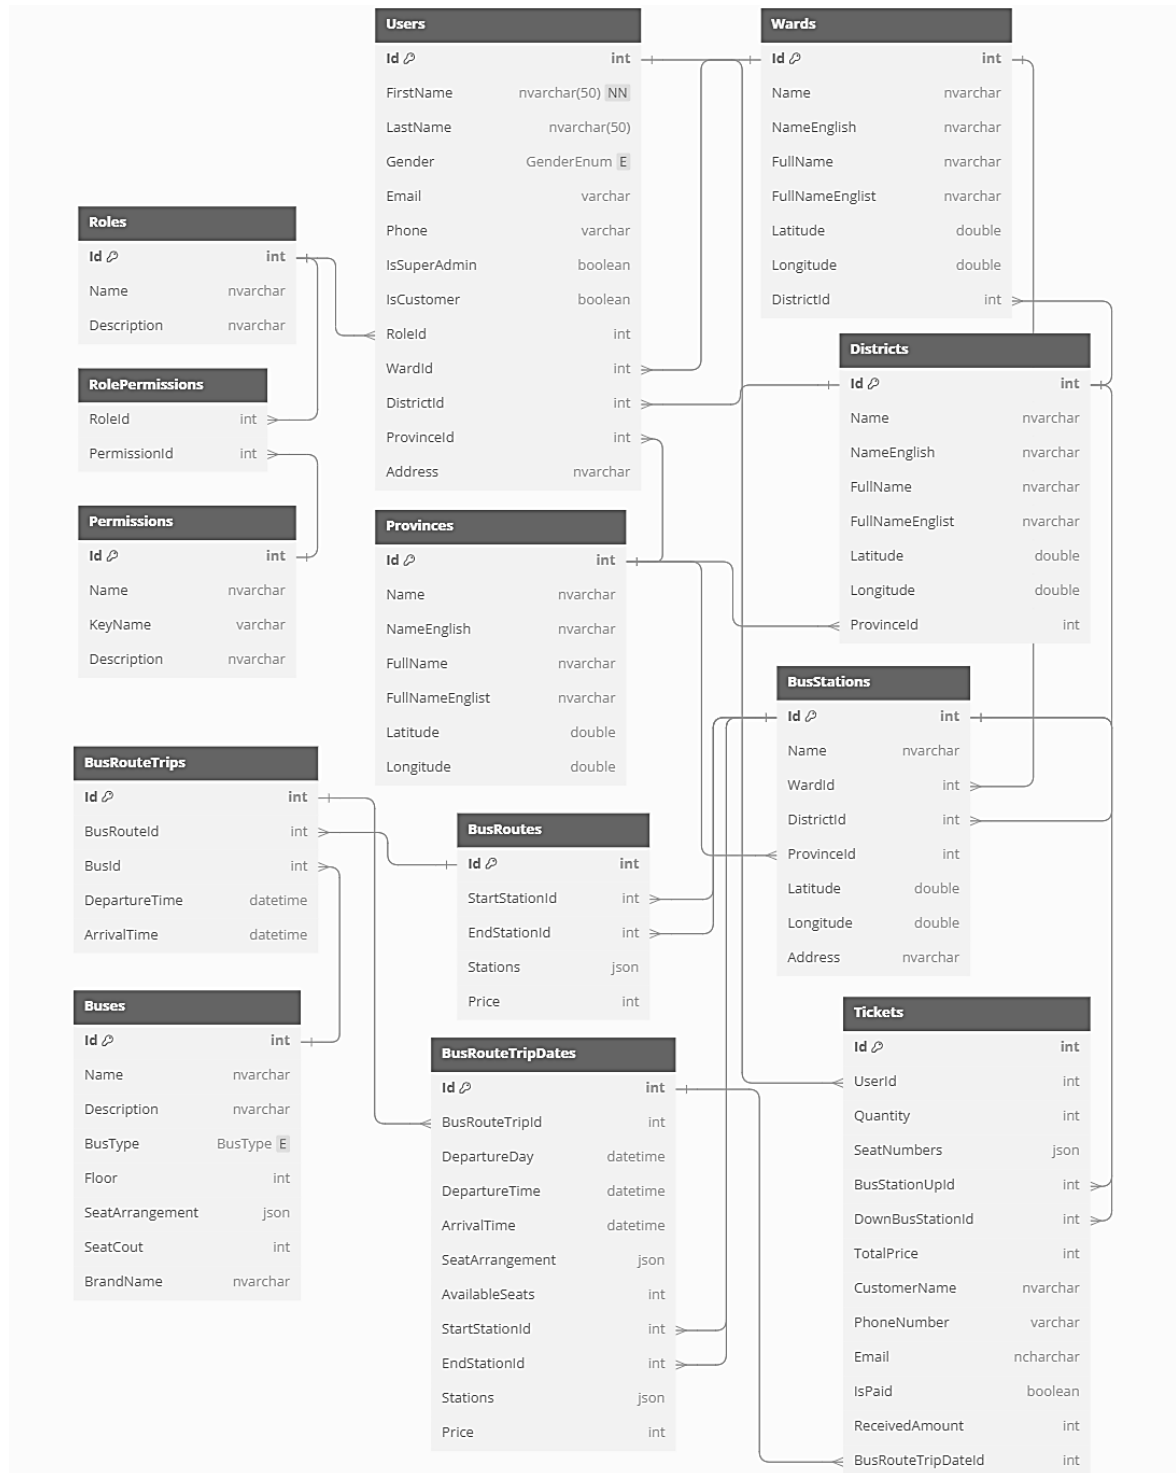 Users
Id int
FirstName nvarchar(50) NN
LastName nvarchar(50)
Gender GenderEnum E
Email varchar
Phone varchar
IsSuperAdmin boolean
IsCustomer boolean
RoleId int
WardId int
DistrictId int
ProvinceId int
Address nvarchar
Wards
Id int
Name nvarchar
NameEnglish nvarchar
FullName nvarchar
FullNameEnglist nvarchar
Latitude double
Longitude double
DistrictId int
Roles
Id int
Name nvarchar
Description nvarchar
RolePermissions
RoleId int
PermissionId int
Permissions
Id int
Name nvarchar
KeyName varchar
Description nvarchar
Districts
Id int
Name nvarchar
NameEnglish nvarchar
FullName nvarchar
FullNameEnglist nvarchar
Latitude double
Longitude double
ProvinceId int
Provinces
Id int
Name nvarchar
NameEnglish nvarchar
FullName nvarchar
FullNameEnglist nvarchar
Latitude double
Longitude double
BusStations
Id int
Name nvarchar
WardId int
DistrictId int
ProvinceId int
Latitude double
Longitude double
Address nvarchar
BusRouteTrips
Id int
BusRouteId int
BusId int
DepartureTime datetime
ArrivalTime datetime
BusRoutes
Id int
StartStationId int
EndStationId int
Stations json
Price int
Buses
Id int
Name nvarchar
Description nvarchar
BusType BusType E
Floor int
SeatArrangement json
SeatCout int
BrandName nvarchar
BusRouteTripDates
Id int
BusRouteTripId int
DepartureDay datetime
DepartureTime datetime
ArrivalTime datetime
SeatArrangement json
AvailableSeats int
StartStationId int
EndStationId int
Stations json
Price int
Tickets
Id int
UserId int
Quantity int
SeatNumbers json
BusStationUpId int
DownBusStationId int
TotalPrice int
CustomerName nvarchar
PhoneNumber varchar
Email ncharchar
IsPaid boolean
ReceivedAmount int
BusRouteTripDateId int